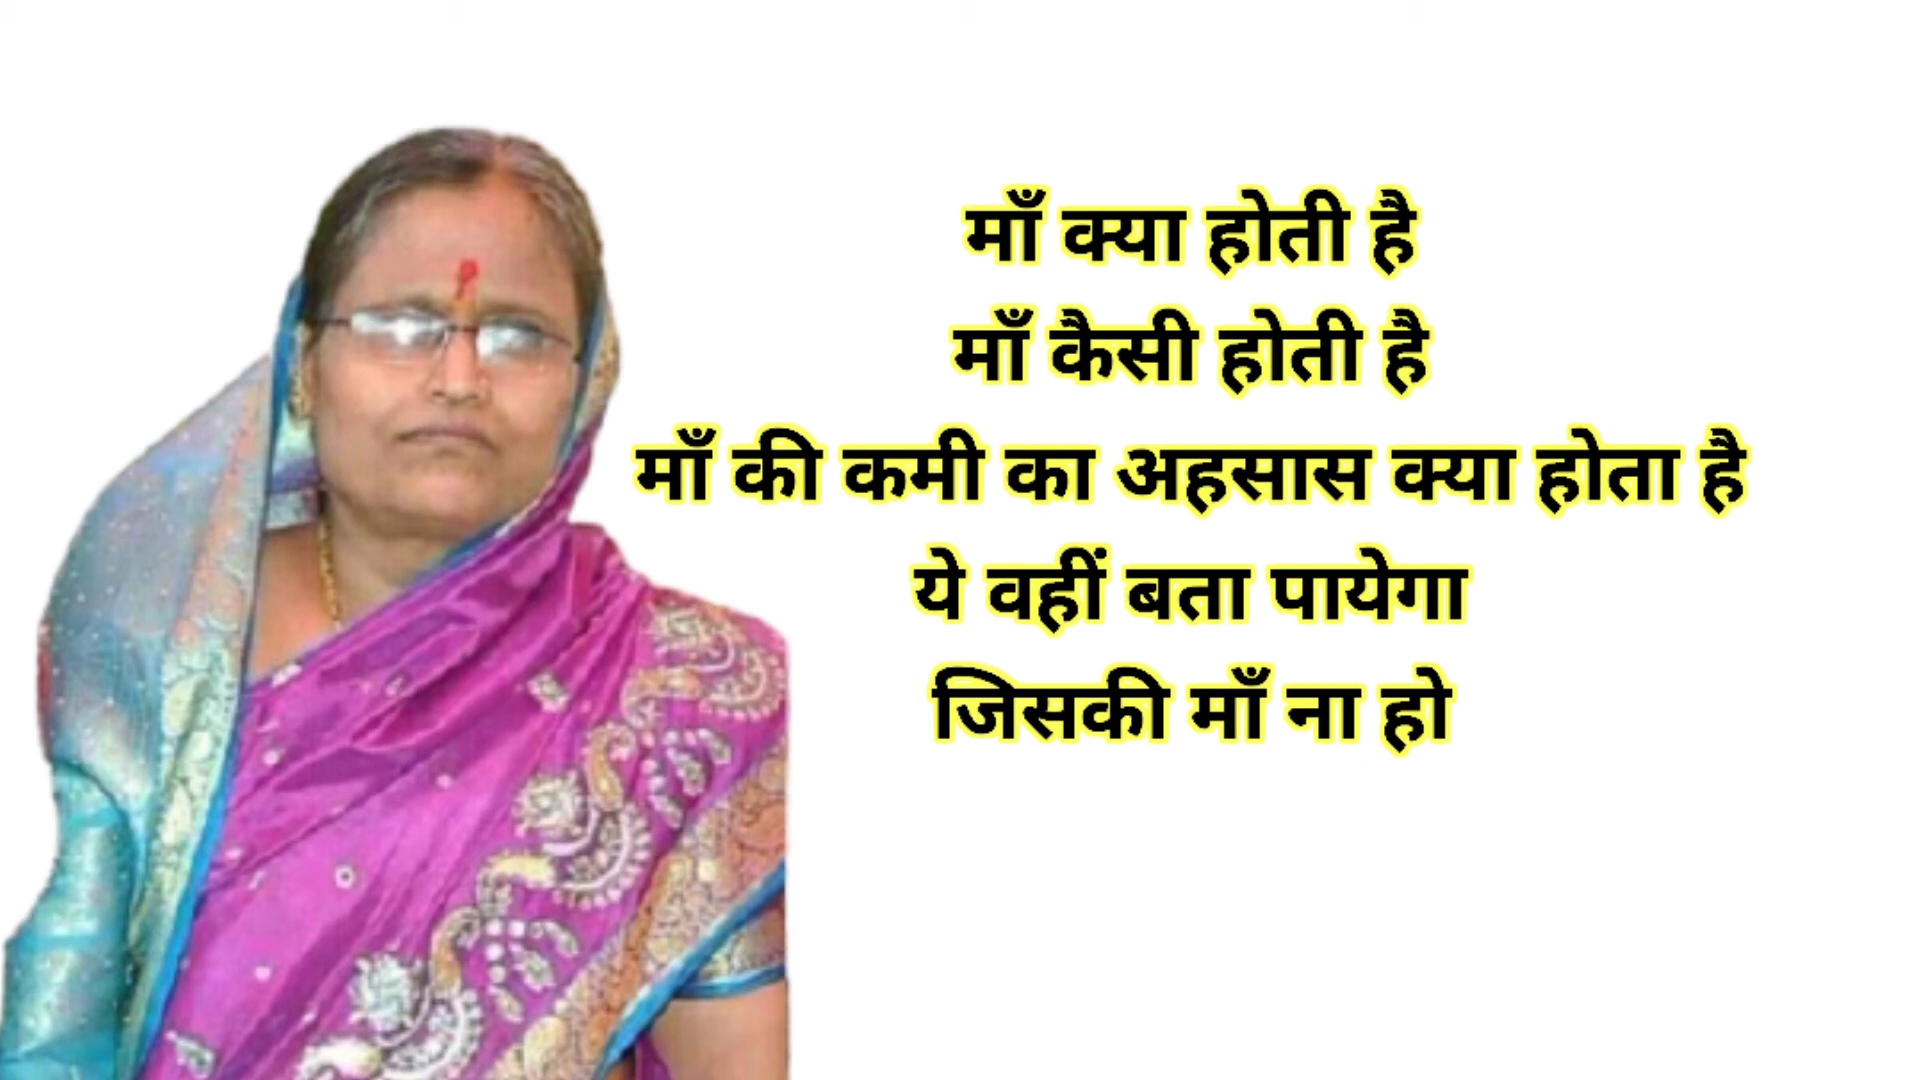 माँ क्या होती है
माँ कैसी होती है
माँ की कमी का अहसास क्या होता है
ये वहीं बता पायेगा
जिसकी माँ ना हो